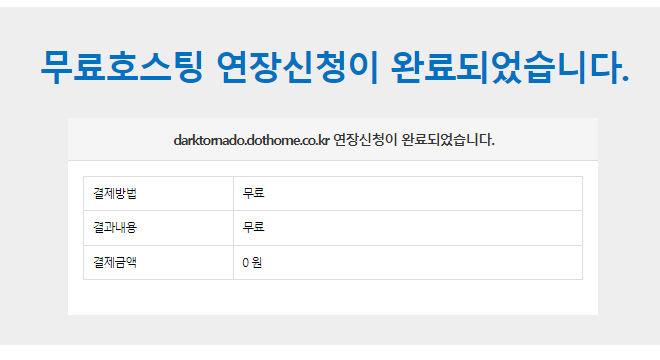 무료호스팅 연장신청이 완료되었습니다.
darktornado.dothome.co.kr 연장신청이 완료되었습니다.
결제방법 무료
결과내용 무료
결제금액 0 원